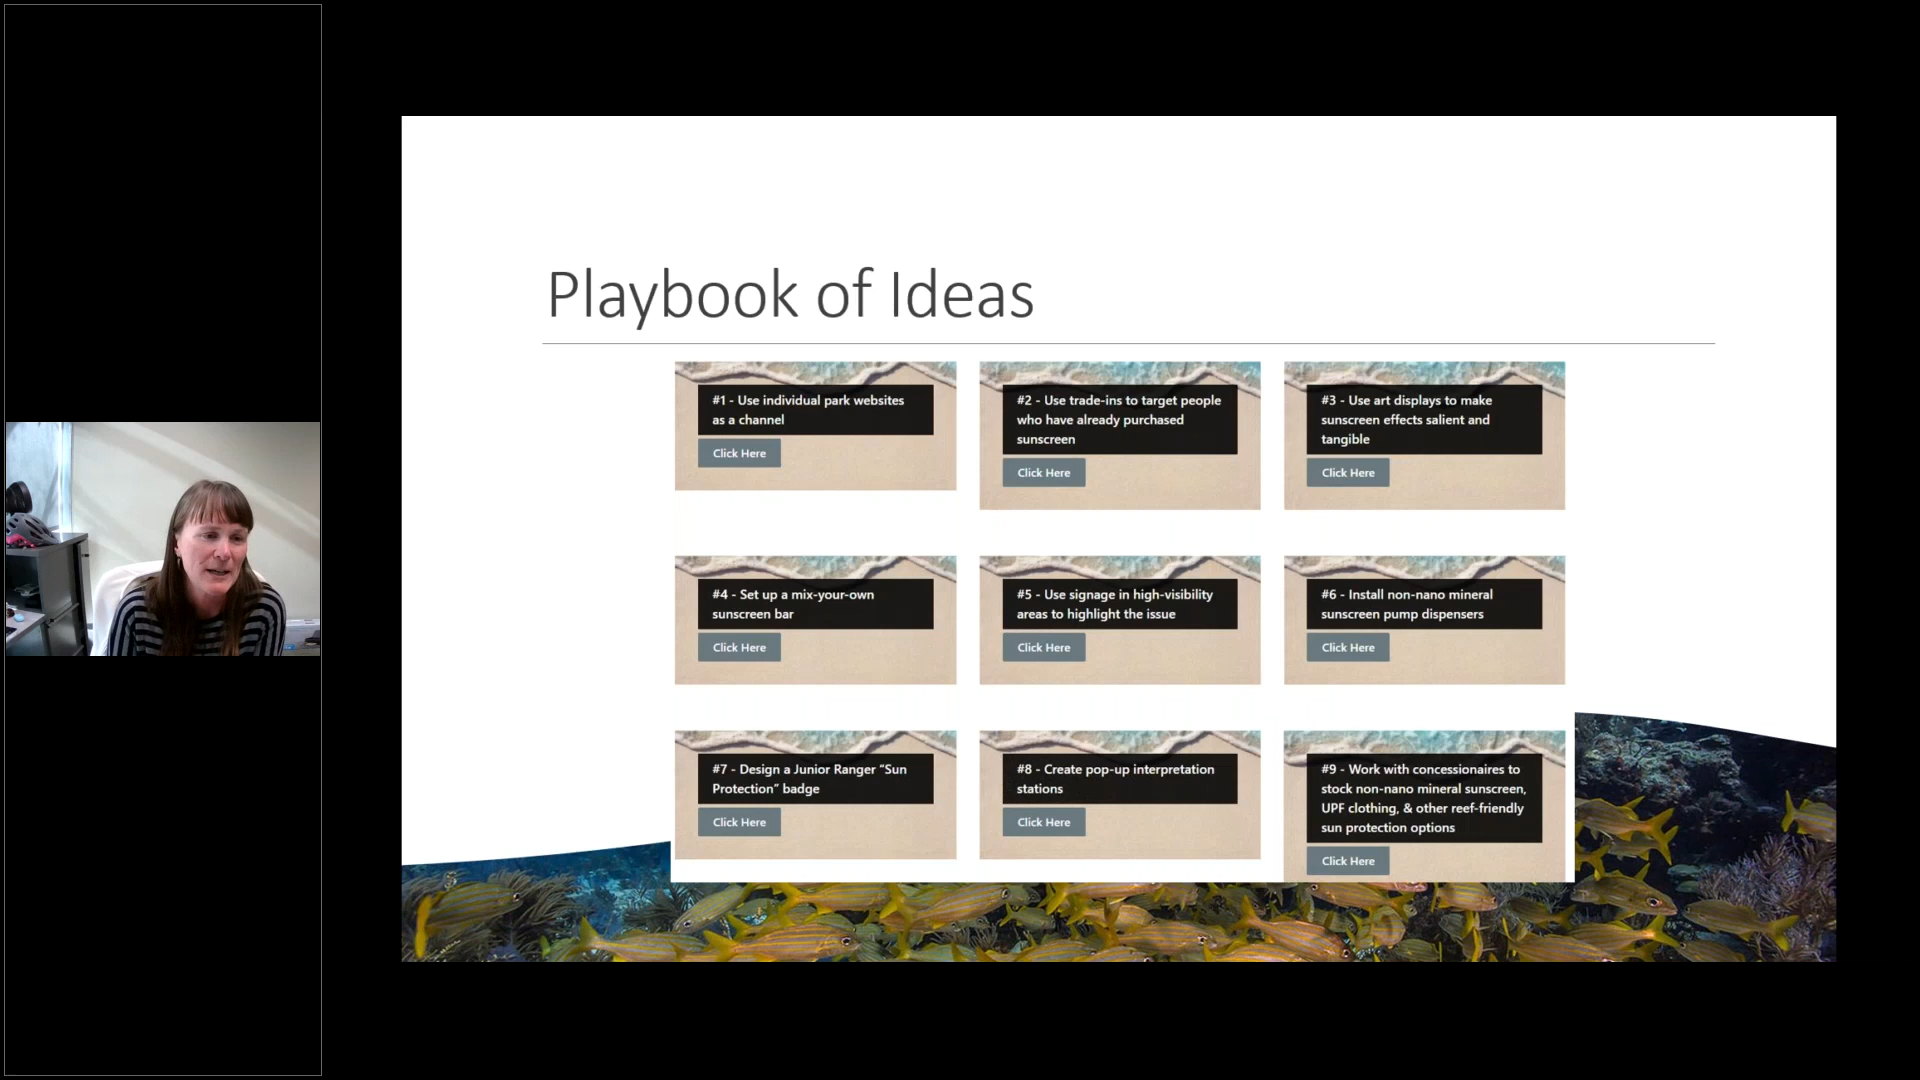 Playbook of Ideas
#1 - Use individual park websites
as a channel
Click Here
#2 - Use trade-ins to target people
who have already purchased
sunscreen
Click Here
#3 - Use art displays to make
sunscreen effects salient and
tangible
Click Here
#4 - Set up a mix-your-own
sunscreen bar
Click Here
#5 - Use signage in high-visibility
areas to highlight the issue
Click Here
#6 - Install non-nano mineral
sunscreen pump dispensers
Click Here
#7 - Design a Junior Ranger “Sun
Protection” badge
Click Here
#8 - Create pop-up interpretation
stations
Click Here
#9 - Work with concessionaires to
stock non-nano mineral sunscreen,
UPF clothing, & other reef-friendly
sun protection options
Click Here